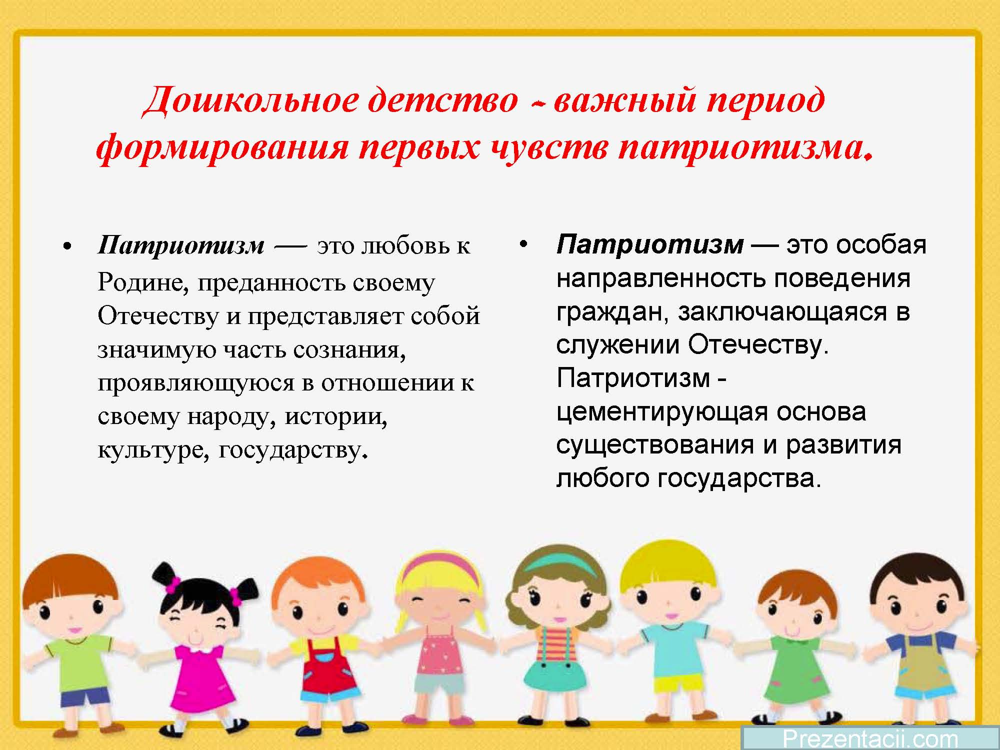 Дошкольное детство - важный период
формирования первых чувств патриотизма.
• Патриотизм — это любовь к
Родине, преданность своему
Отечеству и представляет собой
значимую часть сознания,
проявляющуюся в отношении к
своему народу, истории,
культуре, государству.
• Патриотизм — это особая
направленность поведения
граждан, заключающаяся в
служении Отечеству.
Патриотизм -
цементирующая основа
существования и развития
любого государства.
Prezentacii.com